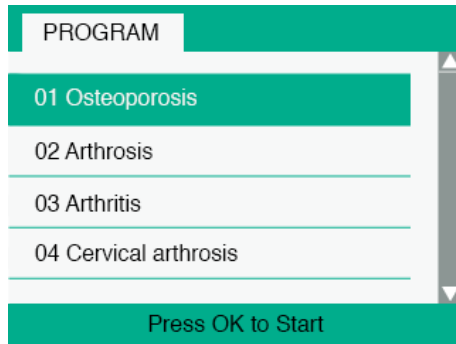 PROGRAM
01 Osteoporosis
02 Arthrosis
03 Arthritis
04 Cervical arthrosis
Press OK to Start